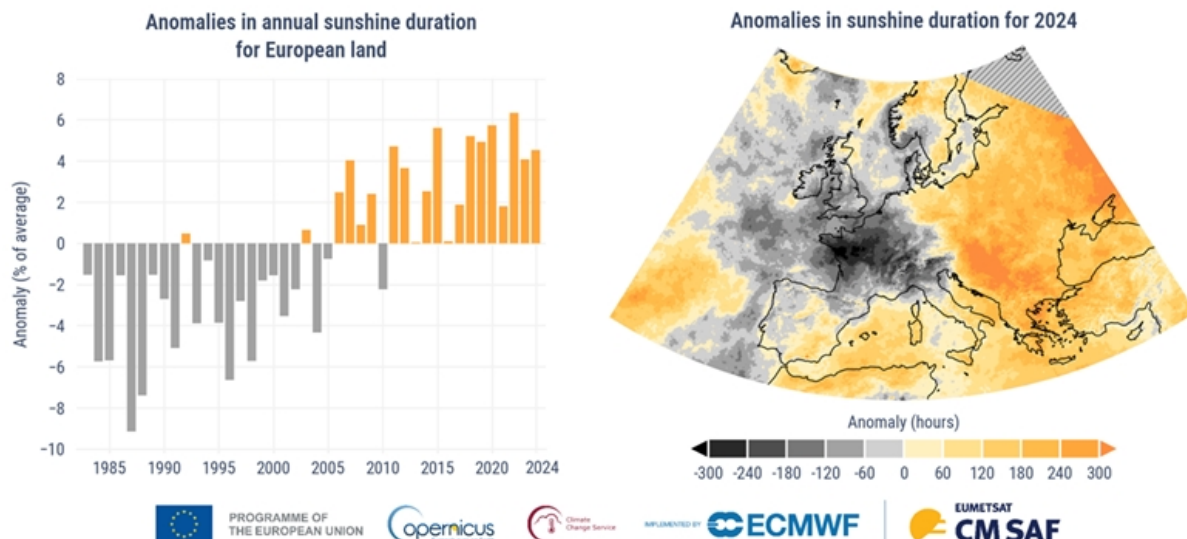 Anomalies in annual sunshine duration
for European land
Anomaly (% of average)
8
6
4
2
0
−2
−4
−6
−8
−10
1985 1990 1995 2000 2005 2010 2015 2020 2024
Anomalies in sunshine duration for 2024
Anomaly (hours)
-300 -240 -180 -120 -60 0 60 120 180 240 300
PROGRAMME OF
THE EUROPEAN UNION
opernicus
Climate
Change Service
IMPLEMENTED BY
ECMWF
EUMETSAT
CM SAF